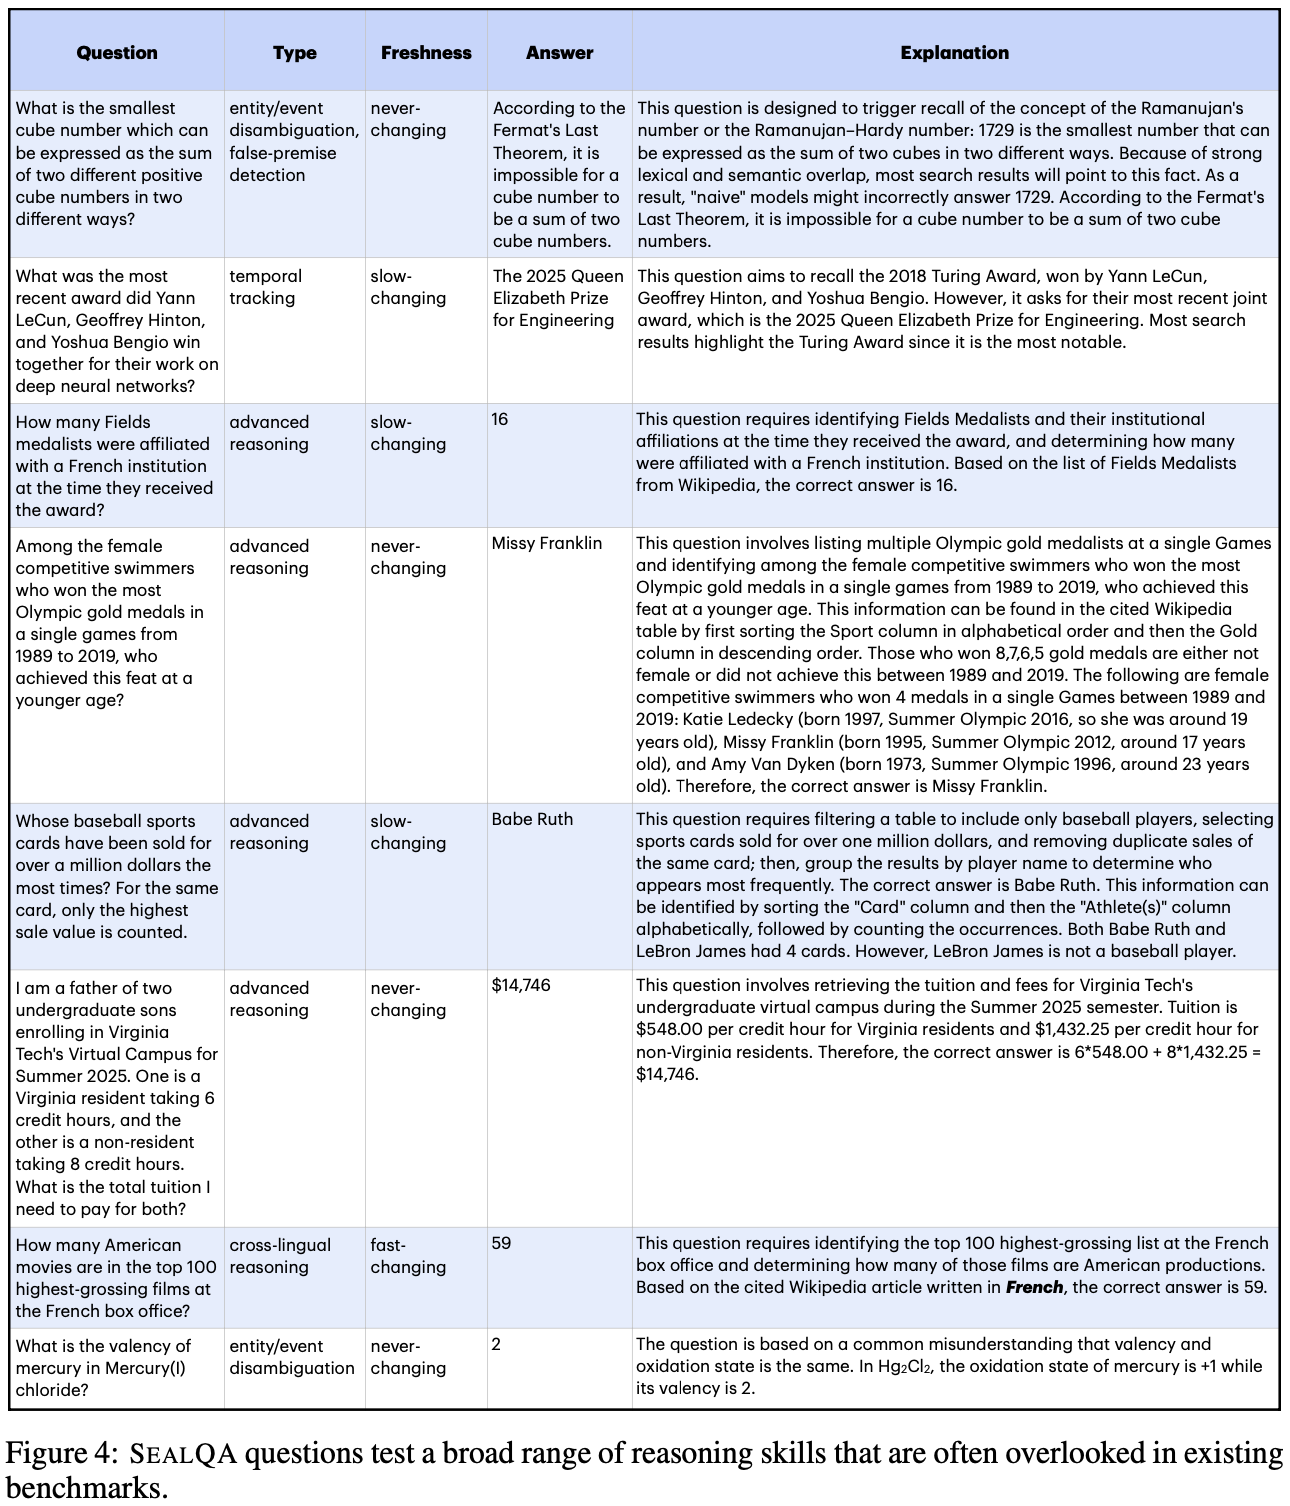 Question Type Freshness Answer Explanation
What is the smallest
cube number which can
be expressed as the sum
of two different positive
cube numbers in two
different ways?
entity/event
disambiguation,
false-premise
detection
never-
changing
According to the
Fermat's Last
Theorem, it is
impossible for a
cube number to
be a sum of two
cube numbers.
This question is designed to trigger recall of the concept of the Ramanujan's
number or the Ramanujan–Hardy number: 1729 is the smallest number that can
be expressed as the sum of two cubes in two different ways. Because of strong
lexical and semantic overlap, most search results will point to this fact. As a
result, "naive" models might incorrectly answer 1729. According to the Fermat's
Last Theorem, it is impossible for a cube number to be a sum of two cube
numbers.
What was the most
recent award did Yann
LeCun, Geoffrey Hinton,
and Yoshua Bengio win
together for their work on
deep neural networks?
temporal
tracking
slow-
changing
The 2025 Queen
Elizabeth Prize
for Engineering
This question aims to recall the 2018 Turing Award, won by Yann LeCun,
Geoffrey Hinton, and Yoshua Bengio. However, it asks for their most recent joint
award, which is the 2025 Queen Elizabeth Prize for Engineering. Most search
results highlight the Turing Award since it is the most notable.
How many Fields
medalists were affiliated
with a French institution
at the time they received
the award?
advanced
reasoning
slow-
changing
16
This question requires identifying Fields Medalists and their institutional
affiliations at the time they received the award, and determining how many
were affiliated with a French institution. Based on the list of Fields Medalists
from Wikipedia, the correct answer is 16.
Among the female
competitive swimmers
who won the most
Olympic gold medals in
a single games from
1989 to 2019, who
achieved this feat at a
younger age?
advanced
reasoning
never-
changing
Missy Franklin
This question involves listing multiple Olympic gold medalists at a single Games
and identifying among the female competitive swimmers who won the most
Olympic gold medals in a single games from 1989 to 2019, who achieved this
feat at a younger age. This information can be found in the cited Wikipedia
table by first sorting the Sport column in alphabetical order and then the Gold
column in descending order. Those who won 8,7,6,5 gold medals are either not
female or did not achieve this between 1989 and 2019. The following are female
competitive swimmers who won 4 medals in a single Games between 1989 and
2019: Katie Ledecky (born 1997, Summer Olympic 2016, so she was around 19
years old), Missy Franklin (born 1995, Summer Olympic 2012, around 17 years
old), and Amy Van Dyken (born 1973, Summer Olympic 1996, around 23 years
old). Therefore, the correct answer is Missy Franklin.
Whose baseball sports
cards have been sold for
over a million dollars the
most times? For the same
card, only the highest
sale value is counted.
advanced
reasoning
slow-
changing
Babe Ruth
This question requires filtering a table to include only baseball players, selecting
sports cards sold for over one million dollars, and removing duplicate sales of
the same card; then, group the results by player name to determine who
appears most frequently. The correct answer is Babe Ruth. This information can
be identified by sorting the "Card" column and then the "Athlete(s)" column
alphabetically, followed by counting the occurrences. Both Babe Ruth and
LeBron James had 4 cards. However, LeBron James is not a baseball player.
I am a father of two
undergraduate sons
enrolling in Virginia
Tech's Virtual Campus for
Summer 2025. One is a
Virginia resident taking 6
credit hours, and the
other is a non-resident
taking 8 credit hours.
What is the total tuition I
need to pay for both?
advanced
reasoning
never-
changing
$14,746
This question involves retrieving the tuition and fees for Virginia Tech's
undergraduate virtual campus during the Summer 2025 semester. Tuition is
$548.00 per credit hour for Virginia residents and $1,432.25 per credit hour for
non-Virginia residents. Therefore, the correct answer is 6*548.00 + 8*1,432.25 =
$14,746.
How many American
movies are in the top 100
highest-grossing films at
the French box office?
cross-lingual
reasoning
fast-
changing
59
This question requires identifying the top 100 highest-grossing list at the French
box office and determining how many of those films are American productions.
Based on the cited Wikipedia article written in French, the correct answer is 59.
What is the valency of
mercury in Mercury(I)
chloride?
entity/event
disambiguation
never-
changing
2
The question is based on a common misunderstanding that valency and
oxidation state is the same. In Hg₂Cl₂, the oxidation state of mercury is +1 while
its valency is 2.
Figure 4: SEALQA questions test a broad range of reasoning skills that are often overlooked in existing
benchmarks.